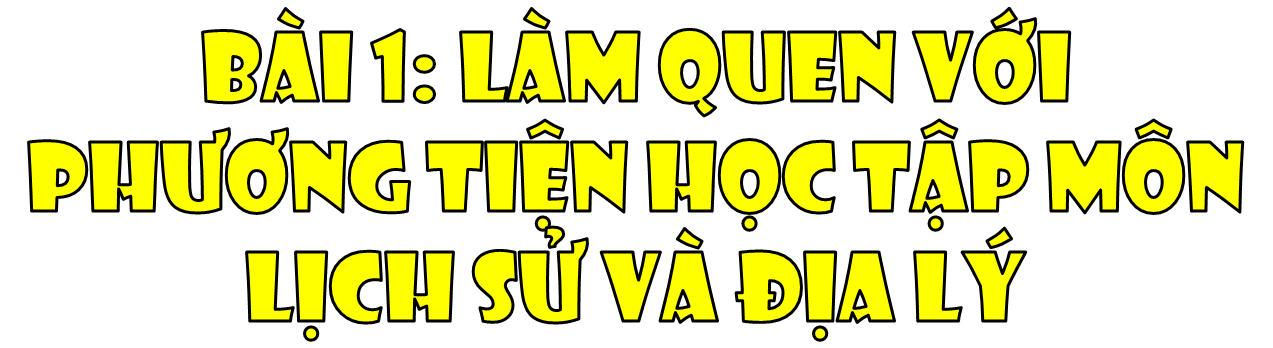 BÀI 1: LÀM QUEN VỚI
PHƯƠNG TIỆN HỌC TẬP MÔN
LỊCH SỬ VÀ ĐỊA LÝ